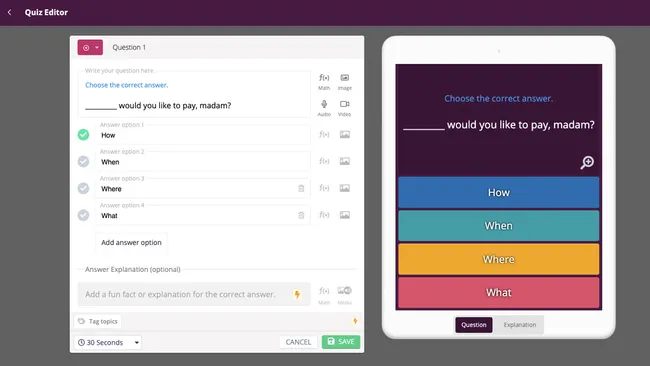 Quiz Editor
Question 1
Write your question here
Choose the correct answer.
________ would you like to pay, madam?
f(x)
Math
Image
Audio
Video
Answer option 1
How
f(x)
Answer option 2
When
f(x)
Answer option 3
Where
f(x)
Answer option 4
What
f(x)
Add answer option
Answer Explanation (optional)
Add a fun fact or explanation for the correct answer.
f(x)
Math
Media
Tag topics
30 Seconds
CANCEL
SAVE
Choose the correct answer.
________ would you like to pay, madam?
How
When
Where
What
Question
Explanation